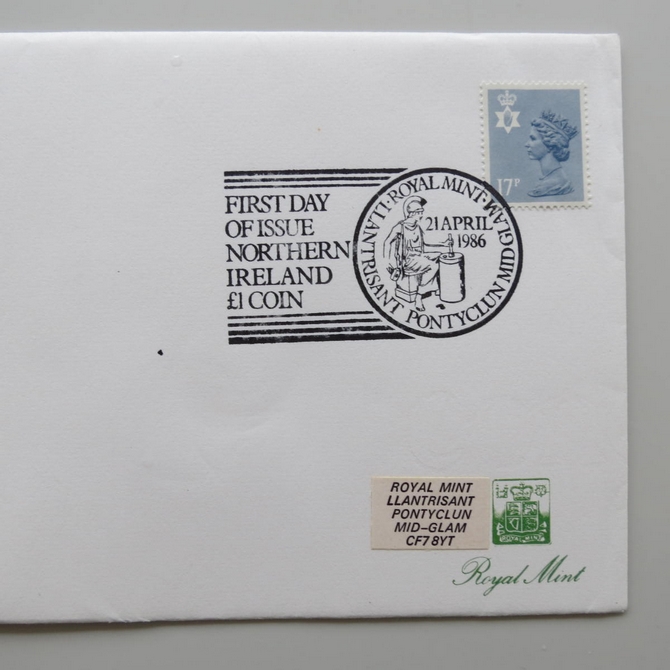 17P
FIRST DAY
OF ISSUE
NORTHERN
IRELAND
£1 COIN
LLANTRISANT · ROYAL MINT · MID GLAM
PONTYCLUN
21 APRIL
1986
ROYAL MINT
LLANTRISANT
PONTYCLUN
MID-GLAM
CF7 8YT
Royal Mint